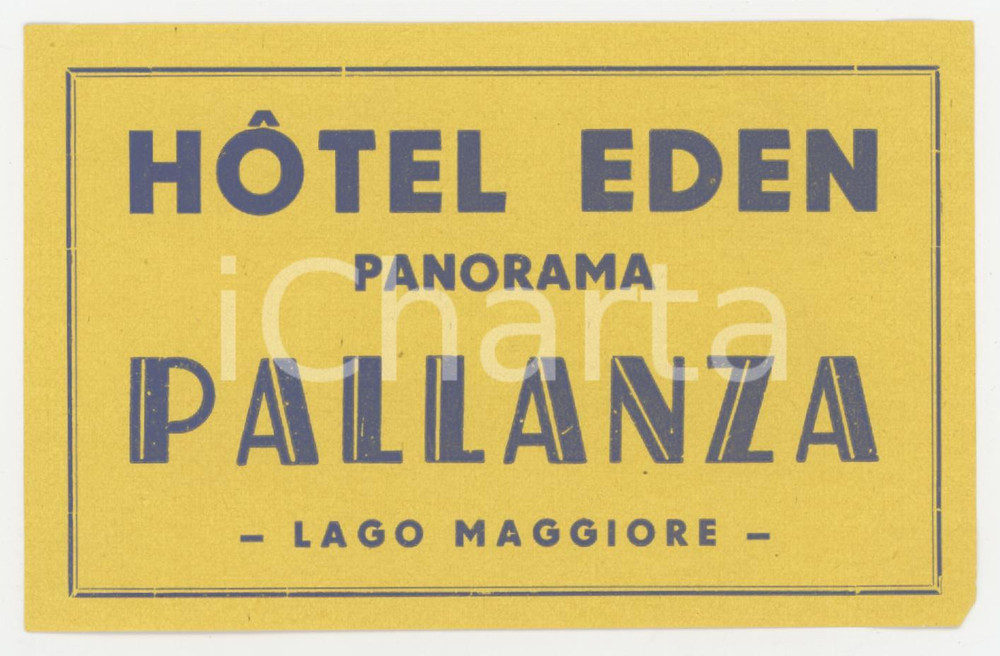 HÔTEL EDEN
PANORAMA
iCharta
PALLANZA
– LAGO MAGGIORE –